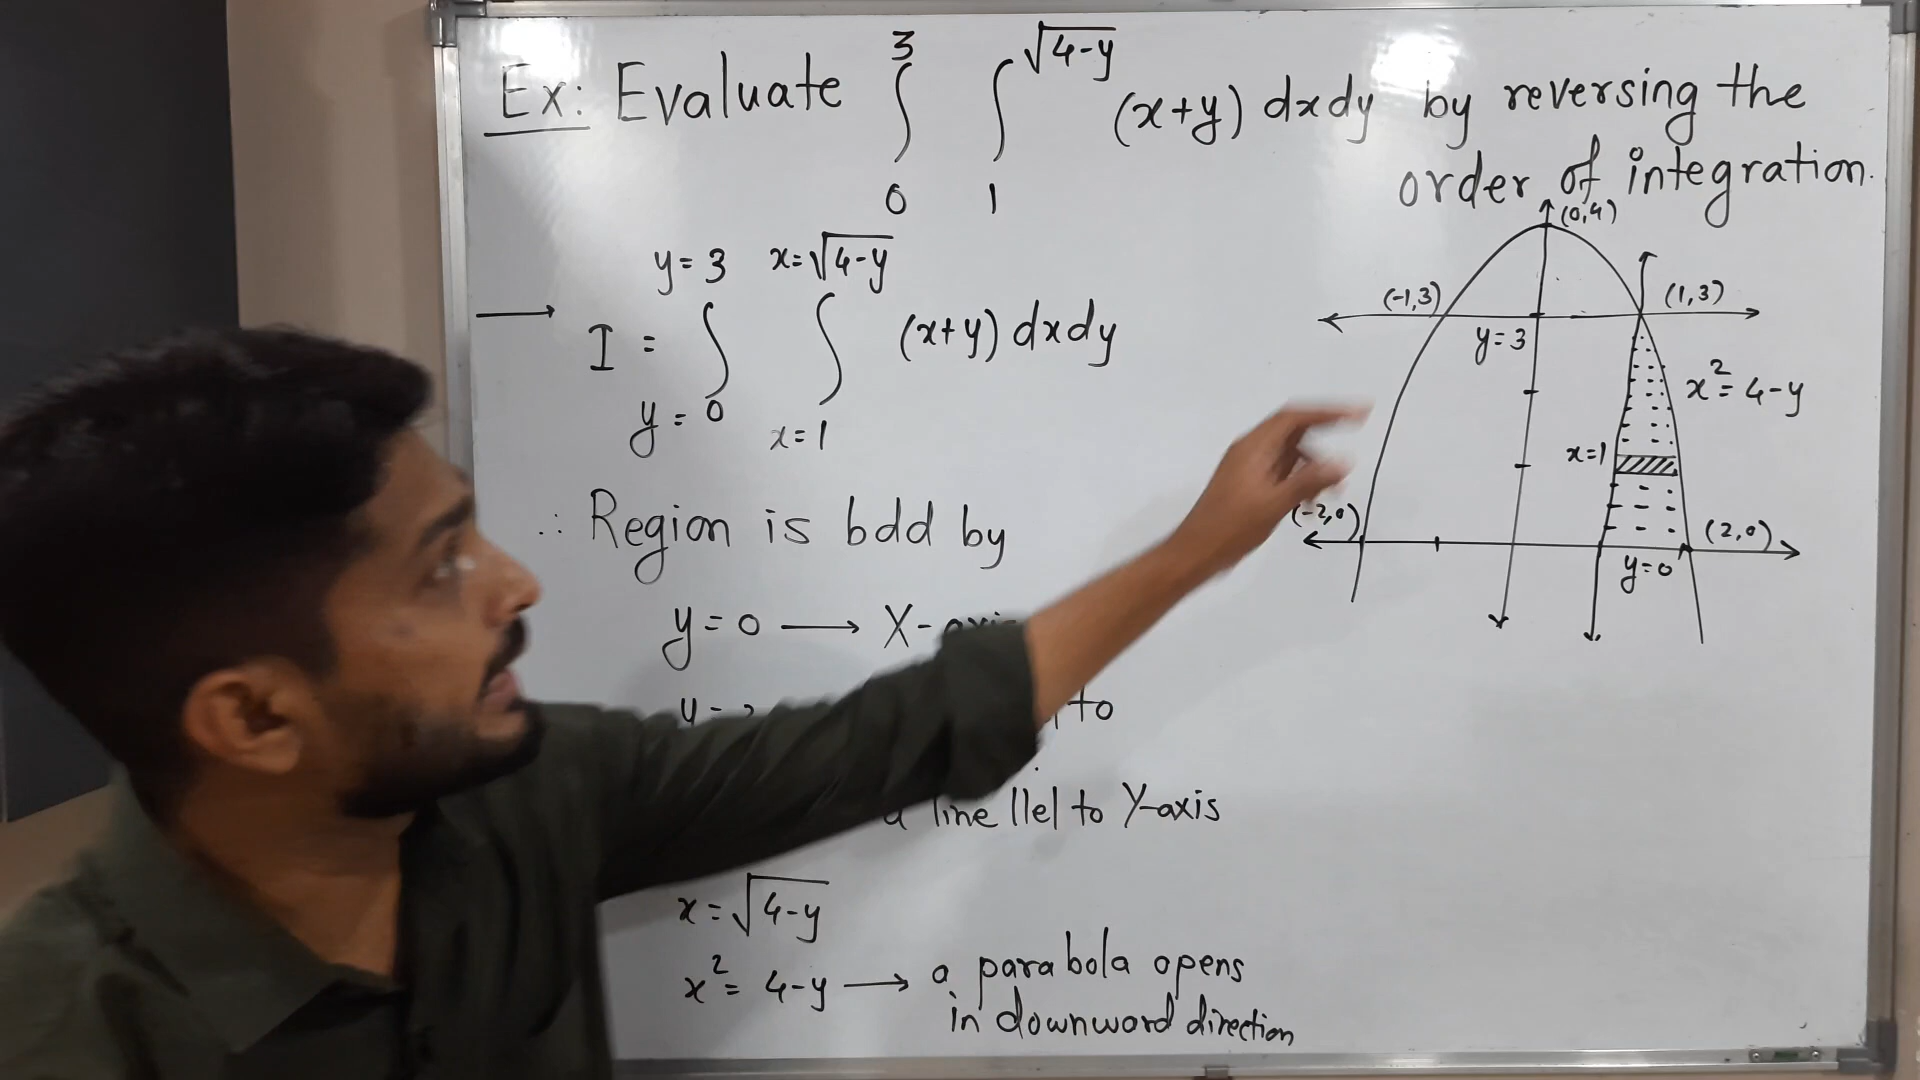 Ex: Evaluate ∫₀³ ∫₁^√(4-y) (x+y) dxdy by reversing the
order of integration.
y=3 x=√(4-y)
I = ∫ ∫ (x+y) dxdy
y=0 x=1
∴ Region is bdd by
y=0 → X-
to
a line llel to Y-axis
x=√(4-y)
x²=4-y → a parabola opens
in downward direction
(0,4)
(-1,3)
(1,3)
y=3
x²=4-y
x=1
(-2,0)
(2,0)
y=0